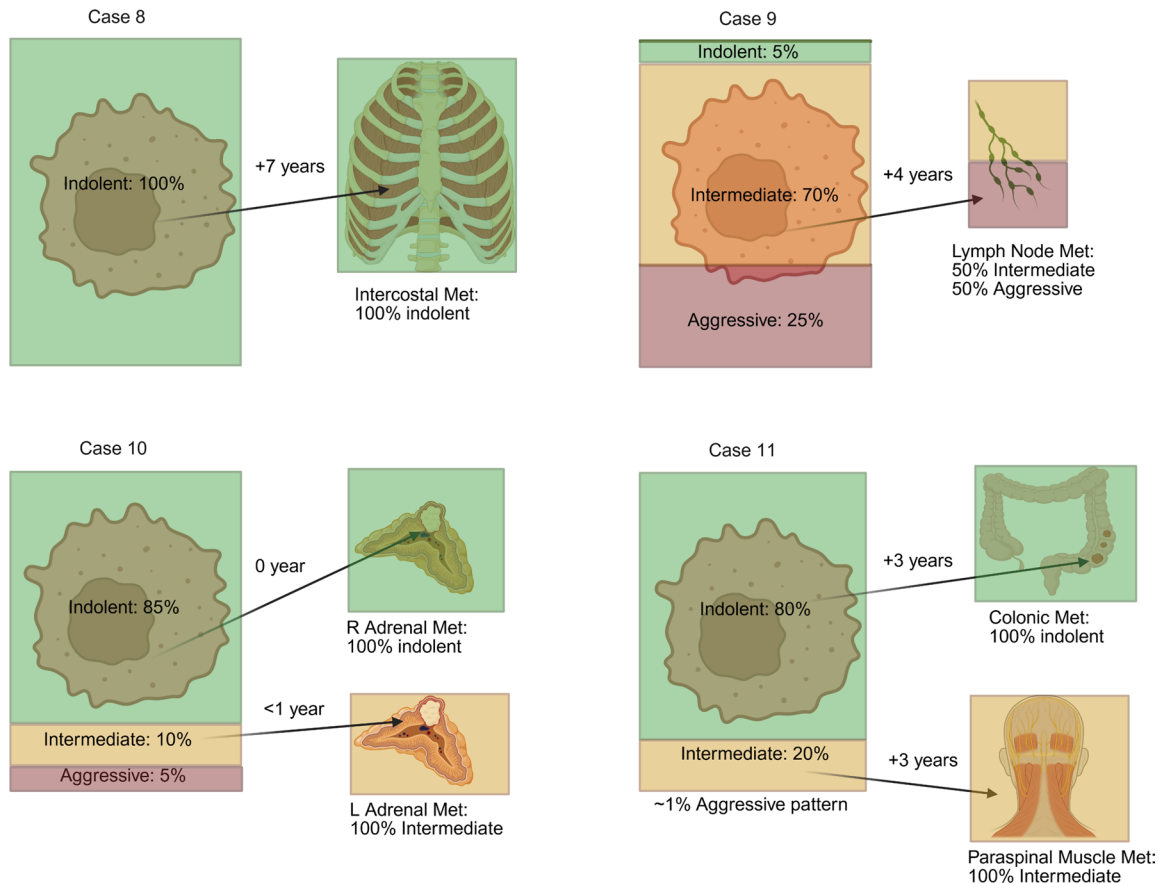 Case 8
Indolent: 100%
+7 years
Intercostal Met:
100% indolent
Case 9
Indolent: 5%
Intermediate: 70%
Aggressive: 25%
+4 years
Lymph Node Met:
50% Intermediate
50% Aggressive
Case 10
Indolent: 85%
Intermediate: 10%
Aggressive: 5%
0 year
R Adrenal Met:
100% indolent
<1 year
L Adrenal Met:
100% Intermediate
Case 11
Indolent: 80%
Intermediate: 20%
~1% Aggressive pattern
+3 years
Colonic Met:
100% indolent
+3 years
Paraspinal Muscle Met:
100% Intermediate